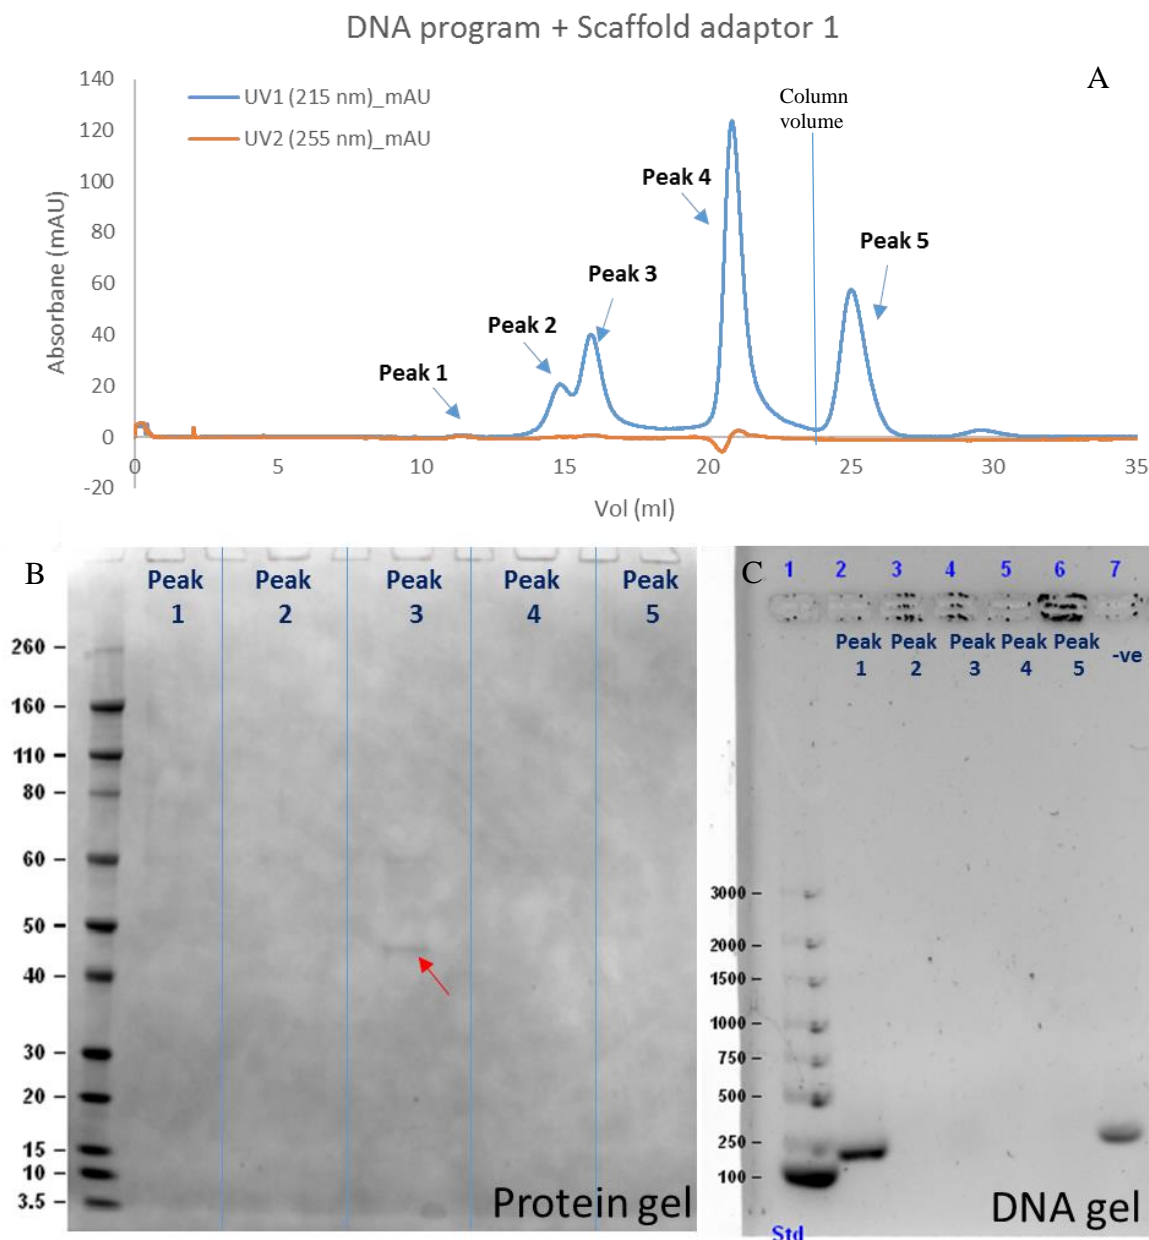 DNA program + Scaffold adaptor 1
A
140
120
100
80
60
40
20
0
-20
Absorbane (mAU)
UV1 (215 nm)_mAU
UV2 (255 nm)_mAU
Column
volume
Peak 1
Peak 2
Peak 3
Peak 4
Peak 5
0 5 10 15 20 25 30 35
Vol (ml)
B
Peak
1
Peak
2
Peak
3
Peak
4
Peak
5
260
160
110
80
60
50
40
30
20
15
10
3.5
Protein gel
C
1 2 3 4 5 6 7
Peak
1
Peak
2
Peak
3
Peak
4
Peak
5
-ve
3000
2000
1500
1000
750
500
250
100
Std
DNA gel